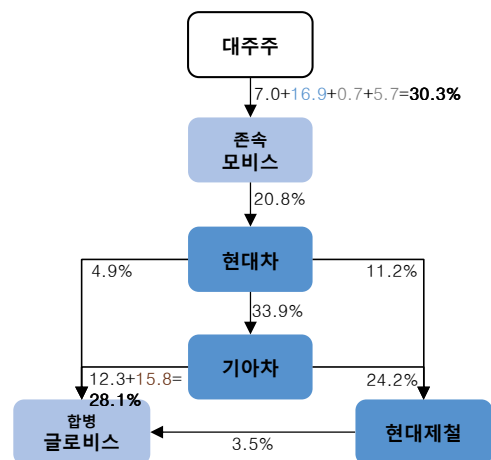 대주주
7.0+16.9+0.7+5.7=30.3%
존속
모비스
20.8%
현대차
4.9%
11.2%
33.9%
기아차
12.3+15.8=
28.1%
24.2%
합병
글로비스
3.5%
현대제철